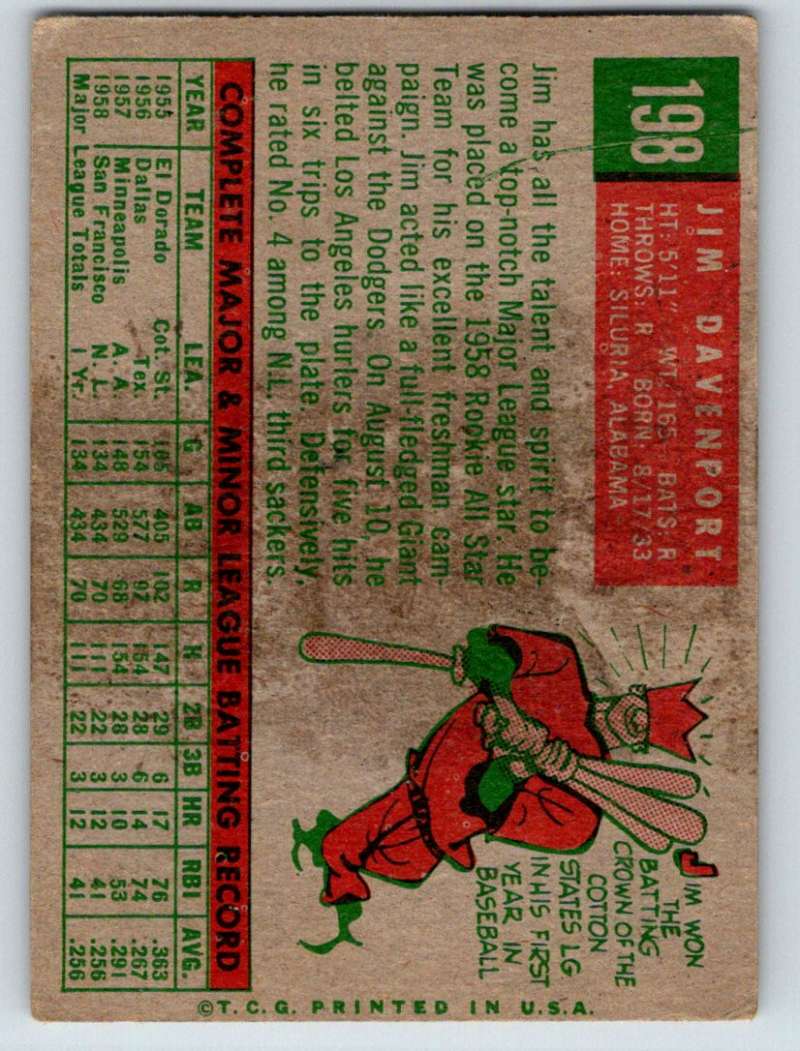 198
JIM DAVENPORT
HT: 5'11" WT: 165 BATS: R
THROWS: R BORN 8/17/33
HOME: SILURIA, ALABAMA
Jim has all the talent and spirit to be-
come a top-notch Major League star. He
was placed on the 1958 Rookie All Star
Team for his excellent freshman cam-
paign. Jim acted like a full-fledged Giant
against the Dodgers. On August 10, he
belted Los Angeles hurlers for five hits
in six trips to the plate. Defensively,
he rated No. 4 among N.L. third sackers.
JIM WON
THE
BATTING
CROWN OF THE
COTTON
STATES LG
IN HIS FIRST
YEAR IN
BASEBALL
COMPLETE MAJOR & MINOR LEAGUE BATTING RECORD
YEAR TEAM LEA. G AB R H 2B 3B HR RBI AVG.
1955 El Dorado Cot. St. 105 405 102 147 29 6 17 76 .363
1956 Dallas Tex. 154 577 97 154 28 6 14 74 .267
1957 Minneapolis A. A. 148 529 68 154 28 3 10 53 .291
1958 San Francisco N. L. 134 434 70 111 22 3 12 41 .256
Major League Totals 1 Yr. 134 434 70 111 22 3 12 41 .256
©T.C.G. PRINTED IN U.S.A.